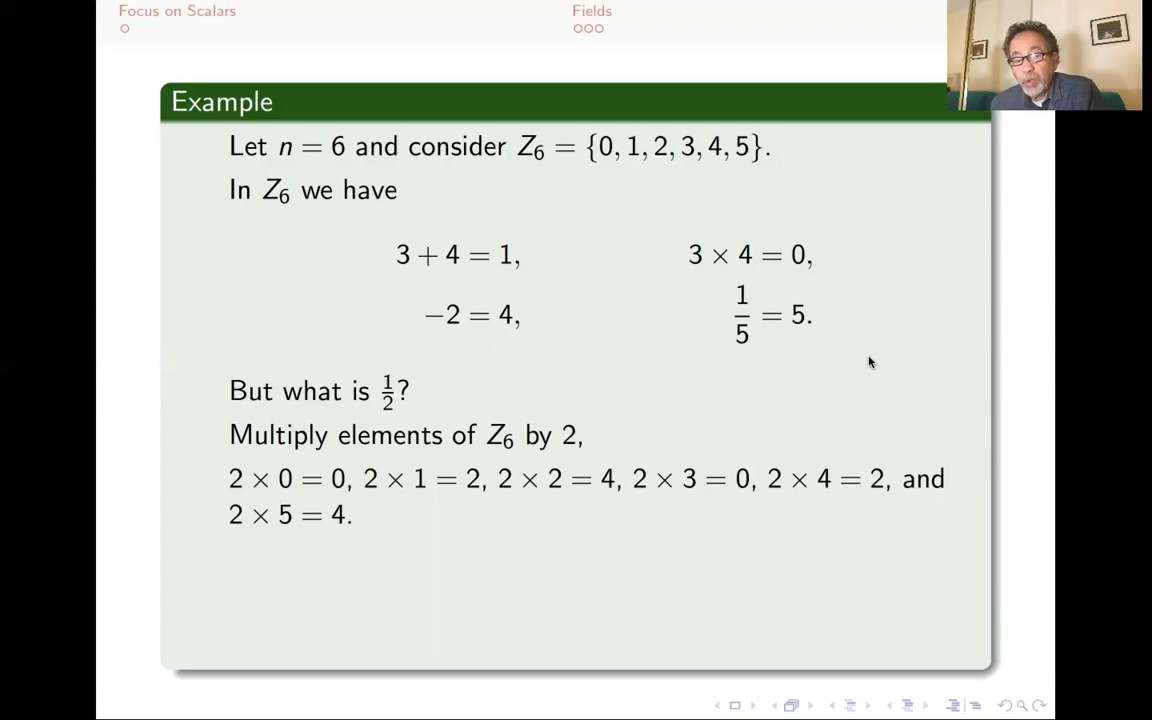 Focus on Scalars
Fields
Example
Let n = 6 and consider Z₆ = {0, 1, 2, 3, 4, 5}.
In Z₆ we have
3 + 4 = 1, 3 × 4 = 0,
−2 = 4, 1/5 = 5.
But what is 1/2?
Multiply elements of Z₆ by 2,
2 × 0 = 0, 2 × 1 = 2, 2 × 2 = 4, 2 × 3 = 0, 2 × 4 = 2, and
2 × 5 = 4.